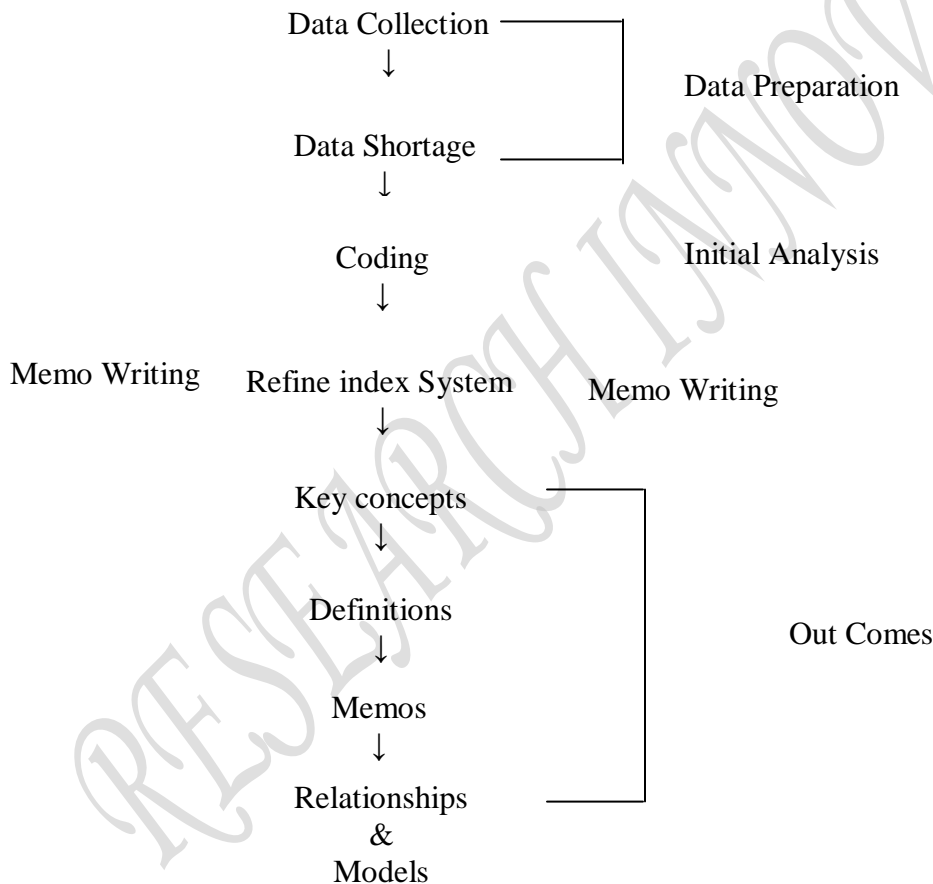 Data Collection
↓
Data Preparation
Data Shortage
↓
Coding
Initial Analysis
↓
Memo Writing
Refine index System
Memo Writing
↓
Key concepts
↓
Definitions
↓
Out Comes
Memos
↓
Relationships
&
Models
RESEARCH INNOV